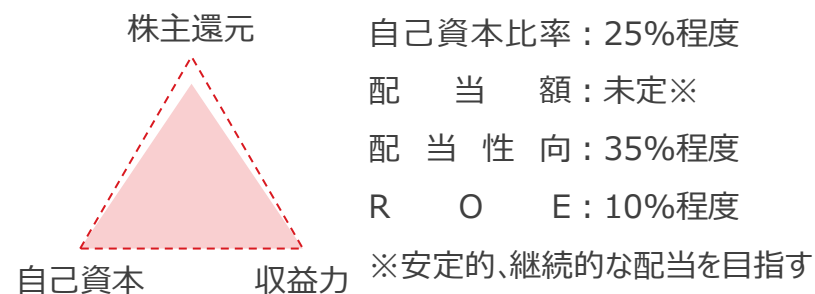 株主還元
自己資本
収益力
自己資本比率：25%程度
配当額：未定※
配当性向：35%程度
ROE：10%程度
※安定的、継続的な配当を目指す